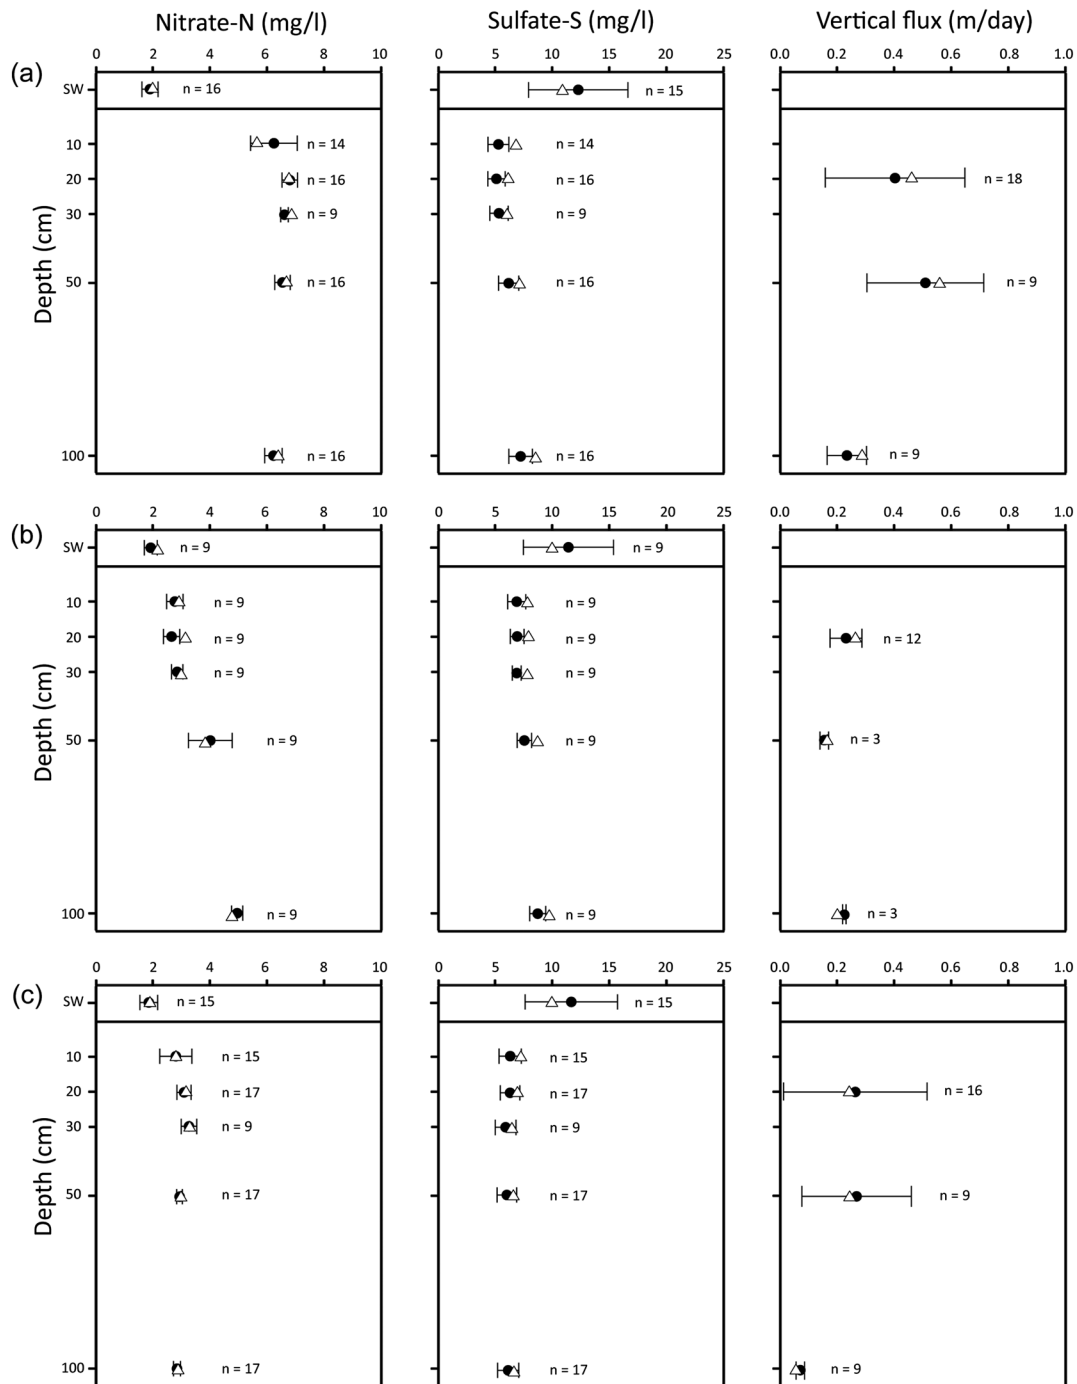 Nitrate-N (mg/l) Sulfate-S (mg/l) Vertical flux (m/day)
0 2 4 6 8 10 0 5 10 15 20 25 0.0 0.2 0.4 0.6 0.8 1.0
(a)
SW n = 16 n = 15
10 n = 14 n = 14
20 n = 16 n = 16 n = 18
30 n = 9 n = 9
Depth (cm)
50 n = 16 n = 16 n = 9
100 n = 16 n = 16 n = 9
0 2 4 6 8 10 0 5 10 15 20 25 0.0 0.2 0.4 0.6 0.8 1.0
(b)
SW n = 9 n = 9
10 n = 9 n = 9
20 n = 9 n = 9 n = 12
30 n = 9 n = 9
Depth (cm)
50 n = 9 n = 9 n = 3
100 n = 9 n = 9 n = 3
0 2 4 6 8 10 0 5 10 15 20 25 0.0 0.2 0.4 0.6 0.8 1.0
(c)
SW n = 15 n = 15
10 n = 15 n = 15
20 n = 17 n = 17 n = 16
30 n = 9 n = 9
Depth (cm)
50 n = 17 n = 17 n = 9
100 n = 17 n = 17 n = 9